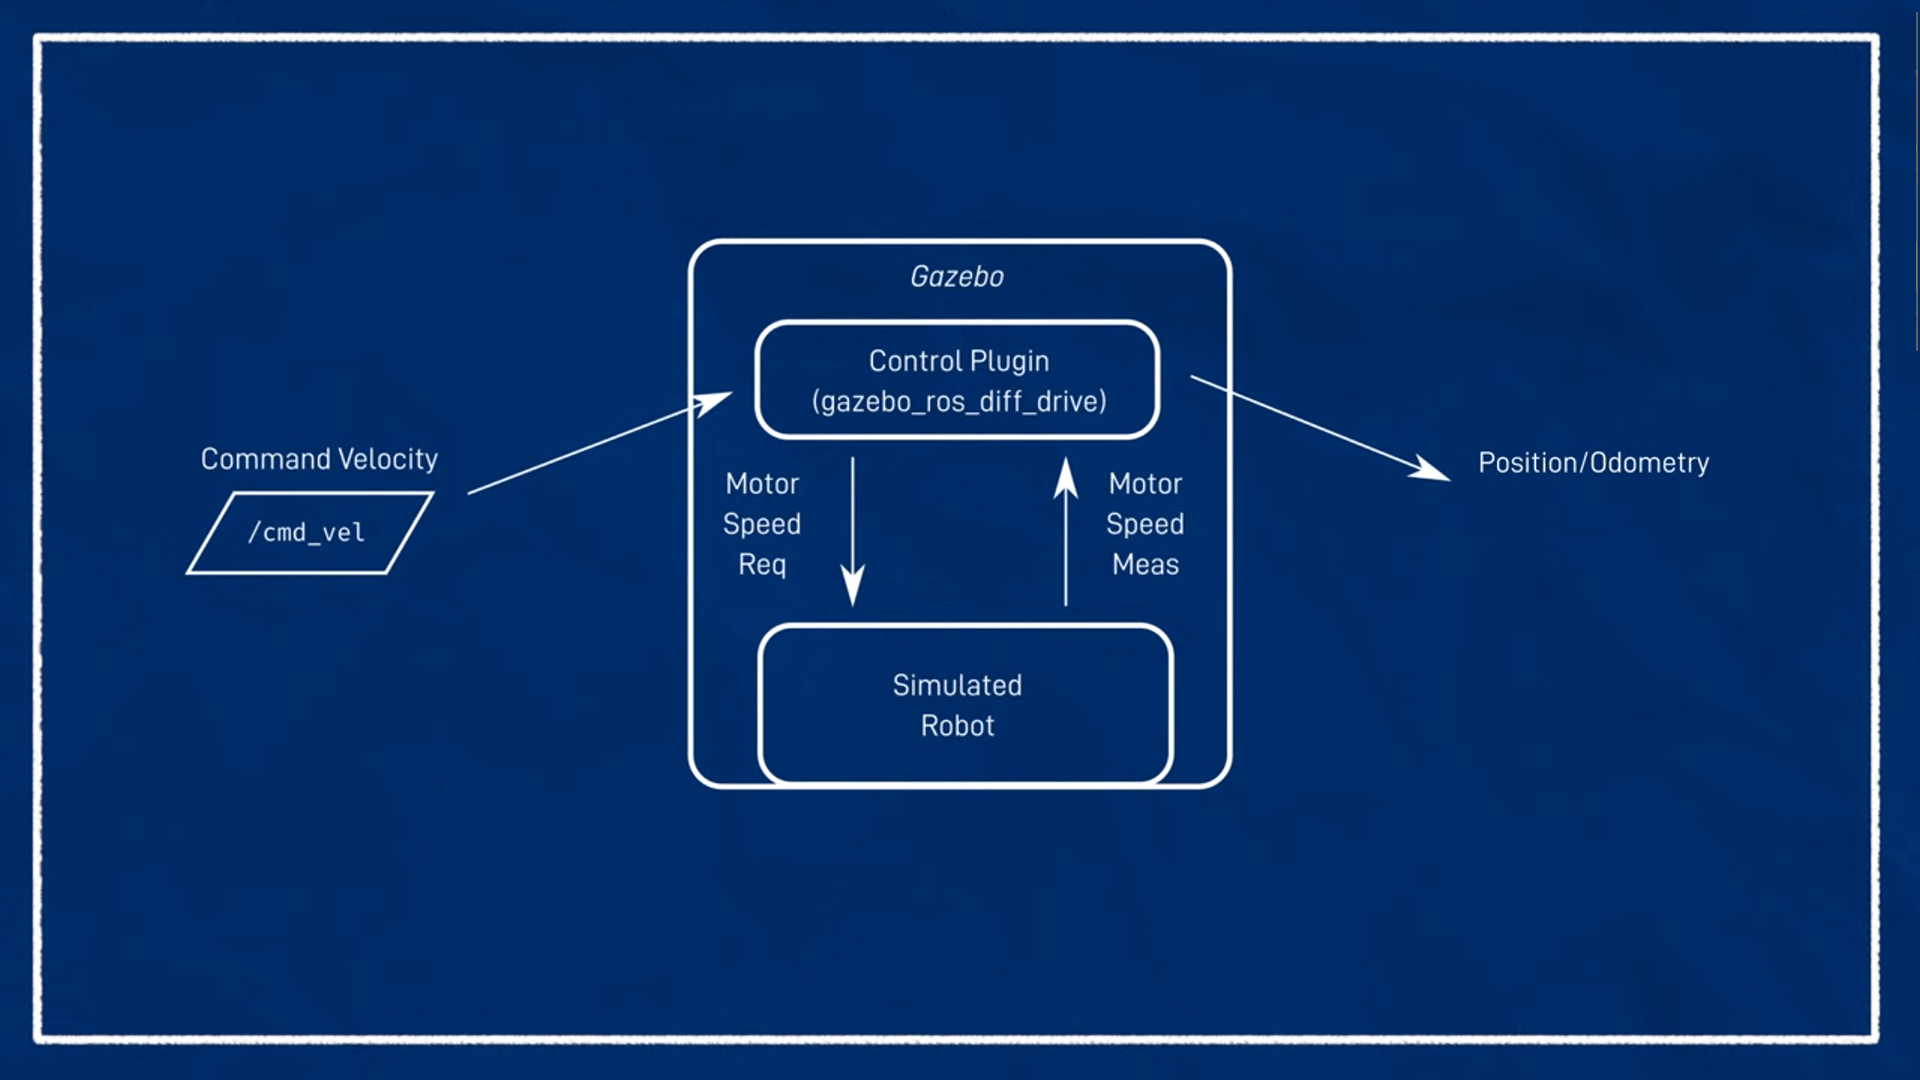 Gazebo
Control Plugin
(gazebo_ros_diff_drive)
Command Velocity
/cmd_vel
Motor
Speed
Req
Motor
Speed
Meas
Position/Odometry
Simulated
Robot